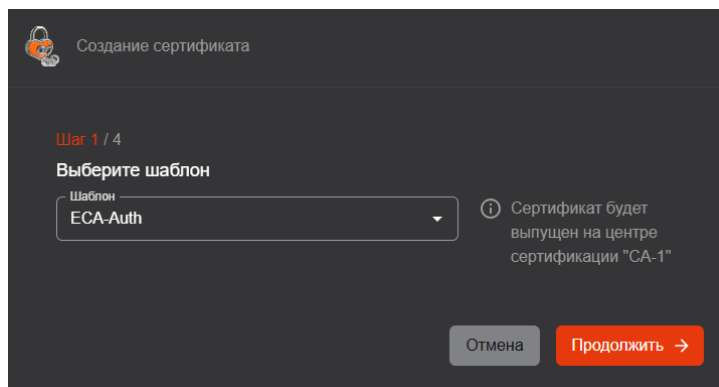 Создание сертификата
Шаг 1 / 4
Выберите шаблон
Шаблон
ECA-Auth
Сертификат будет
выпущен на центре
сертификации "CA-1"
Отмена
Продолжить →